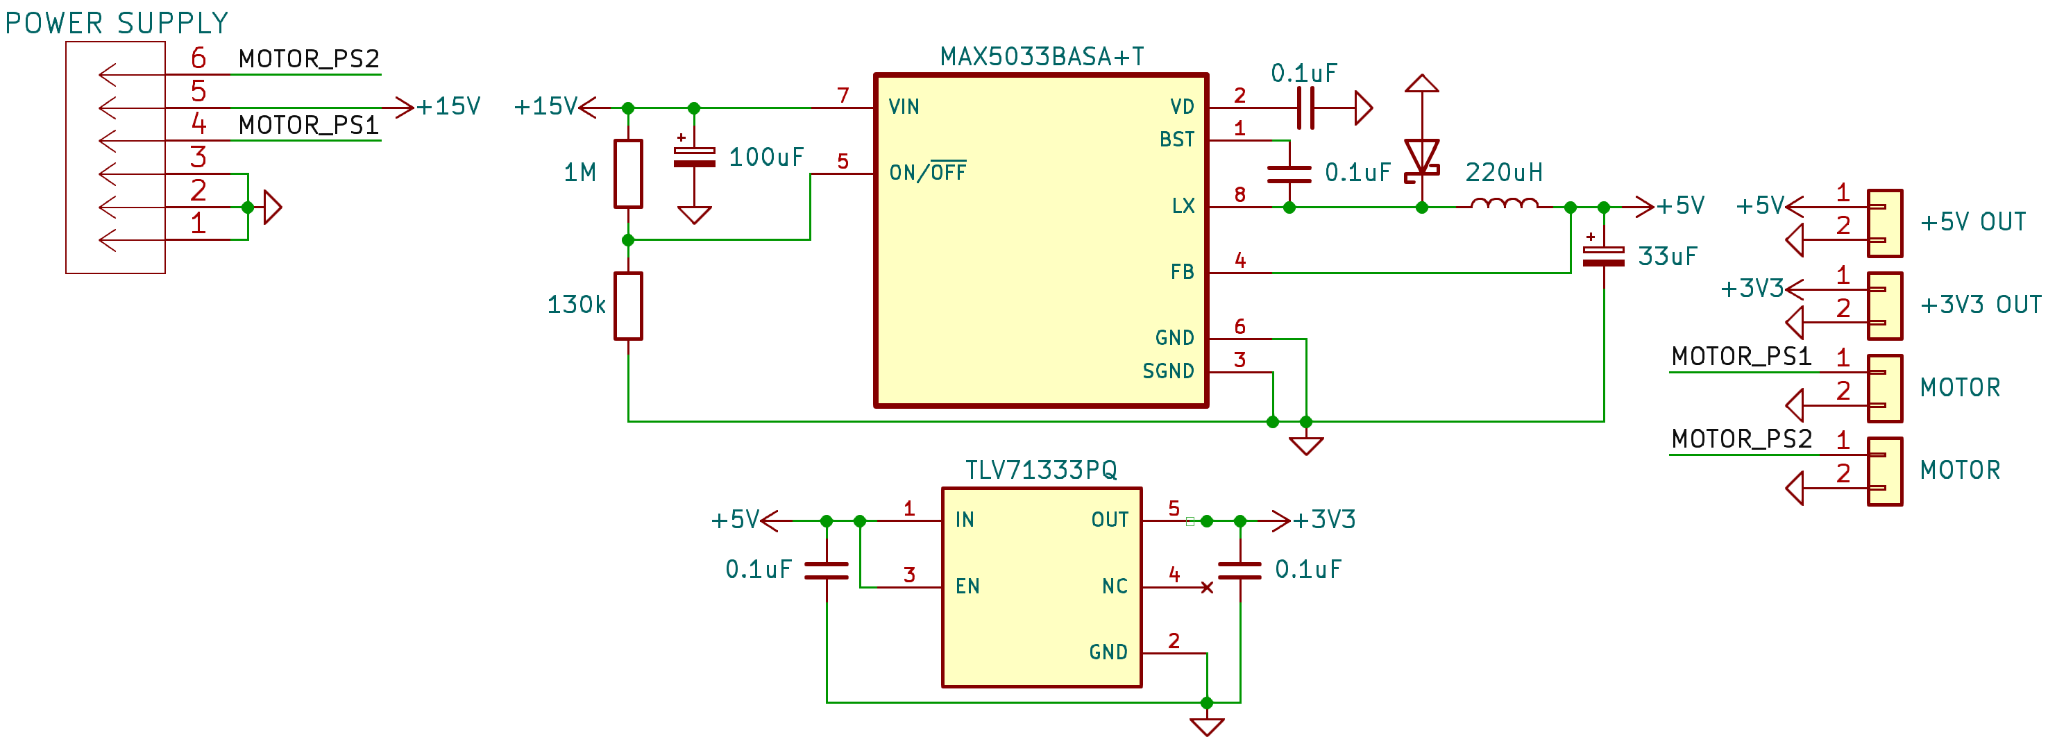 POWER SUPPLY
6 MOTOR_PS2
5 +15V
4 MOTOR_PS1
3
2
1
MAX5033BASA+T
+15V
7 VIN
5 ON/OFF
1M
+ 100uF
130k
VD 2
0.1uF
BST 1
0.1uF
LX 8
220uH
+5V
FB 4
+ 33uF
GND 6
SGND 3
+5V 1
2
+5V OUT
+3V3 1
2
+3V3 OUT
MOTOR_PS1 1
2
MOTOR
MOTOR_PS2 1
2
MOTOR
TLV71333PQ
+5V
1 IN
3 EN
0.1uF
OUT 5
+3V3
NC 4
0.1uF
GND 2